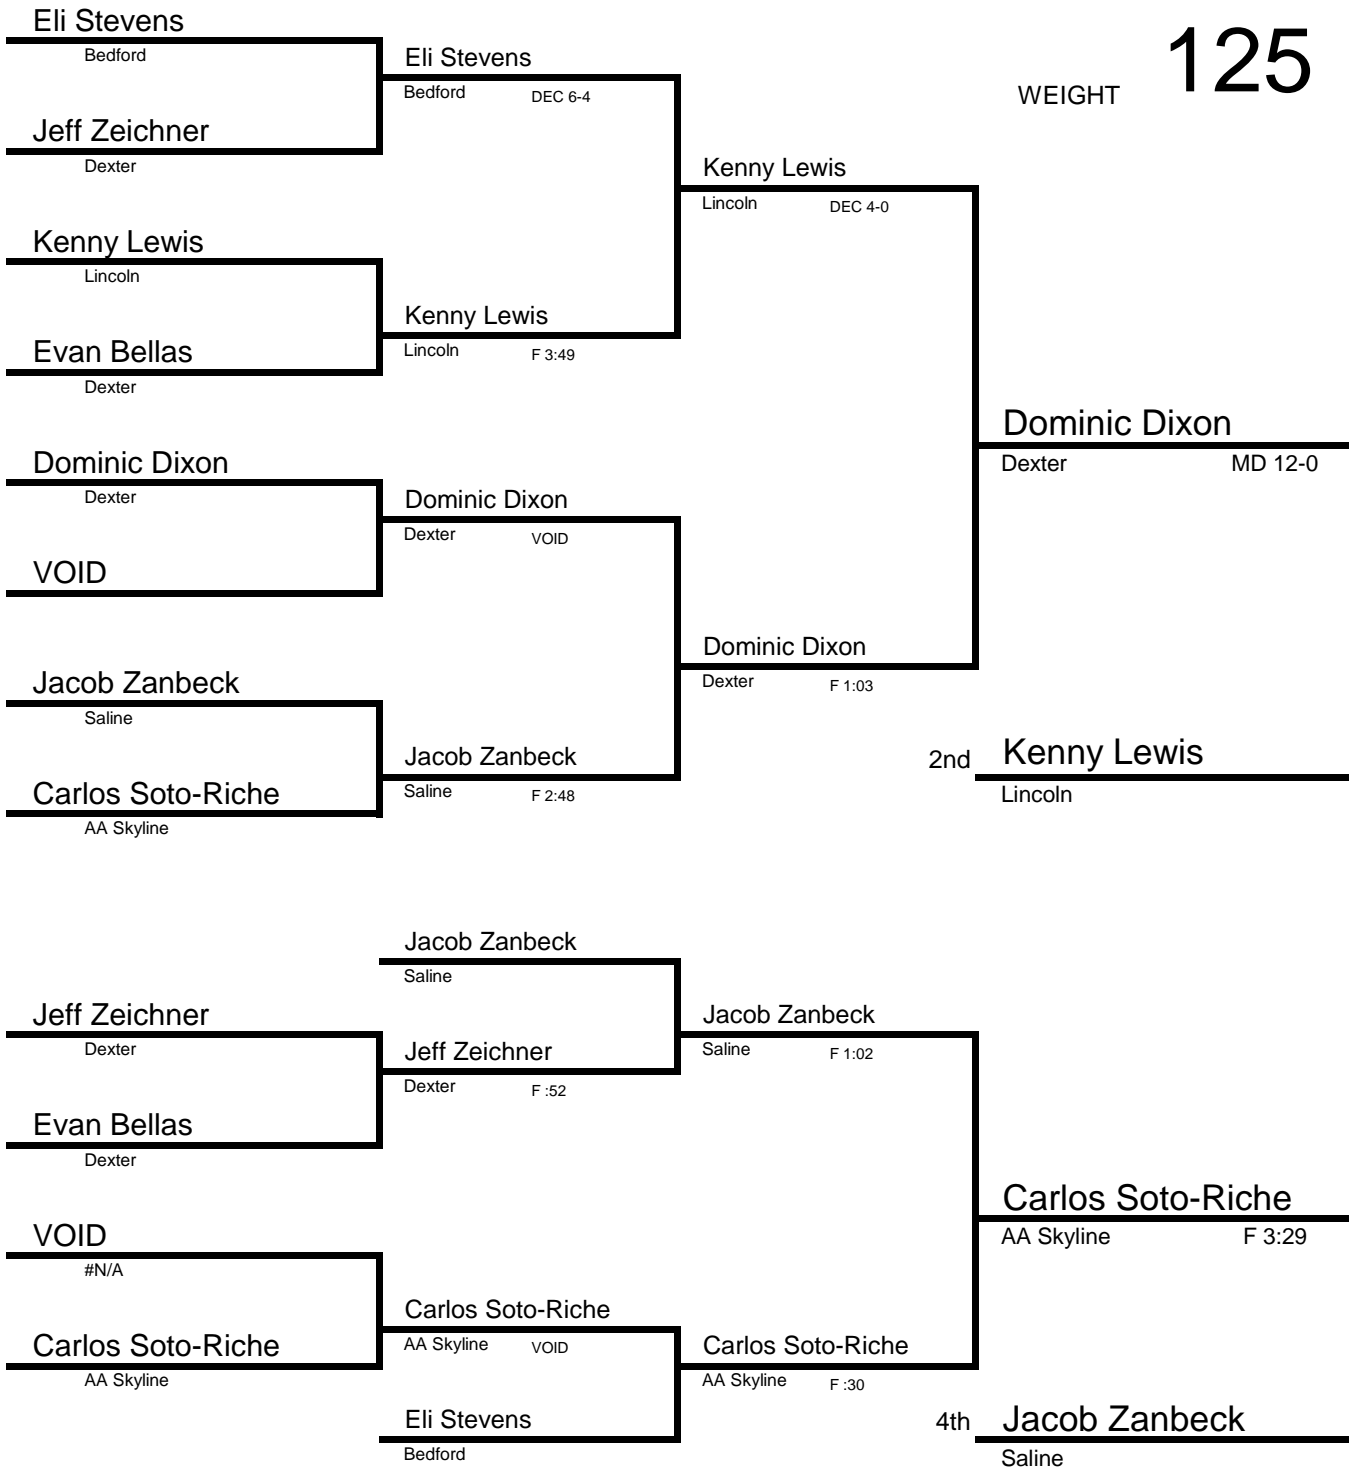 Eli Stevens
Bedford
Eli Stevens
Bedford DEC 6-4
WEIGHT 125
Jeff Zeichner
Dexter
Kenny Lewis
Lincoln DEC 4-0
Kenny Lewis
Lincoln
Kenny Lewis
Lincoln F 3:49
Evan Bellas
Dexter
Dominic Dixon
Dexter MD 12-0
Dominic Dixon
Dexter
Dominic Dixon
Dexter VOID
VOID
Dominic Dixon
Dexter F 1:03
Jacob Zanbeck
Saline
Jacob Zanbeck
Saline F 2:48
2nd Kenny Lewis
Lincoln
Carlos Soto-Riche
AA Skyline
Jacob Zanbeck
Saline
Jeff Zeichner
Dexter
Jacob Zanbeck
Saline F 1:02
Jeff Zeichner
Dexter F :52
Evan Bellas
Dexter
Carlos Soto-Riche
AA Skyline F 3:29
VOID
#N/A
Carlos Soto-Riche
AA Skyline VOID
Carlos Soto-Riche
AA Skyline
Carlos Soto-Riche
AA Skyline F :30
Eli Stevens
Bedford
4th Jacob Zanbeck
Saline